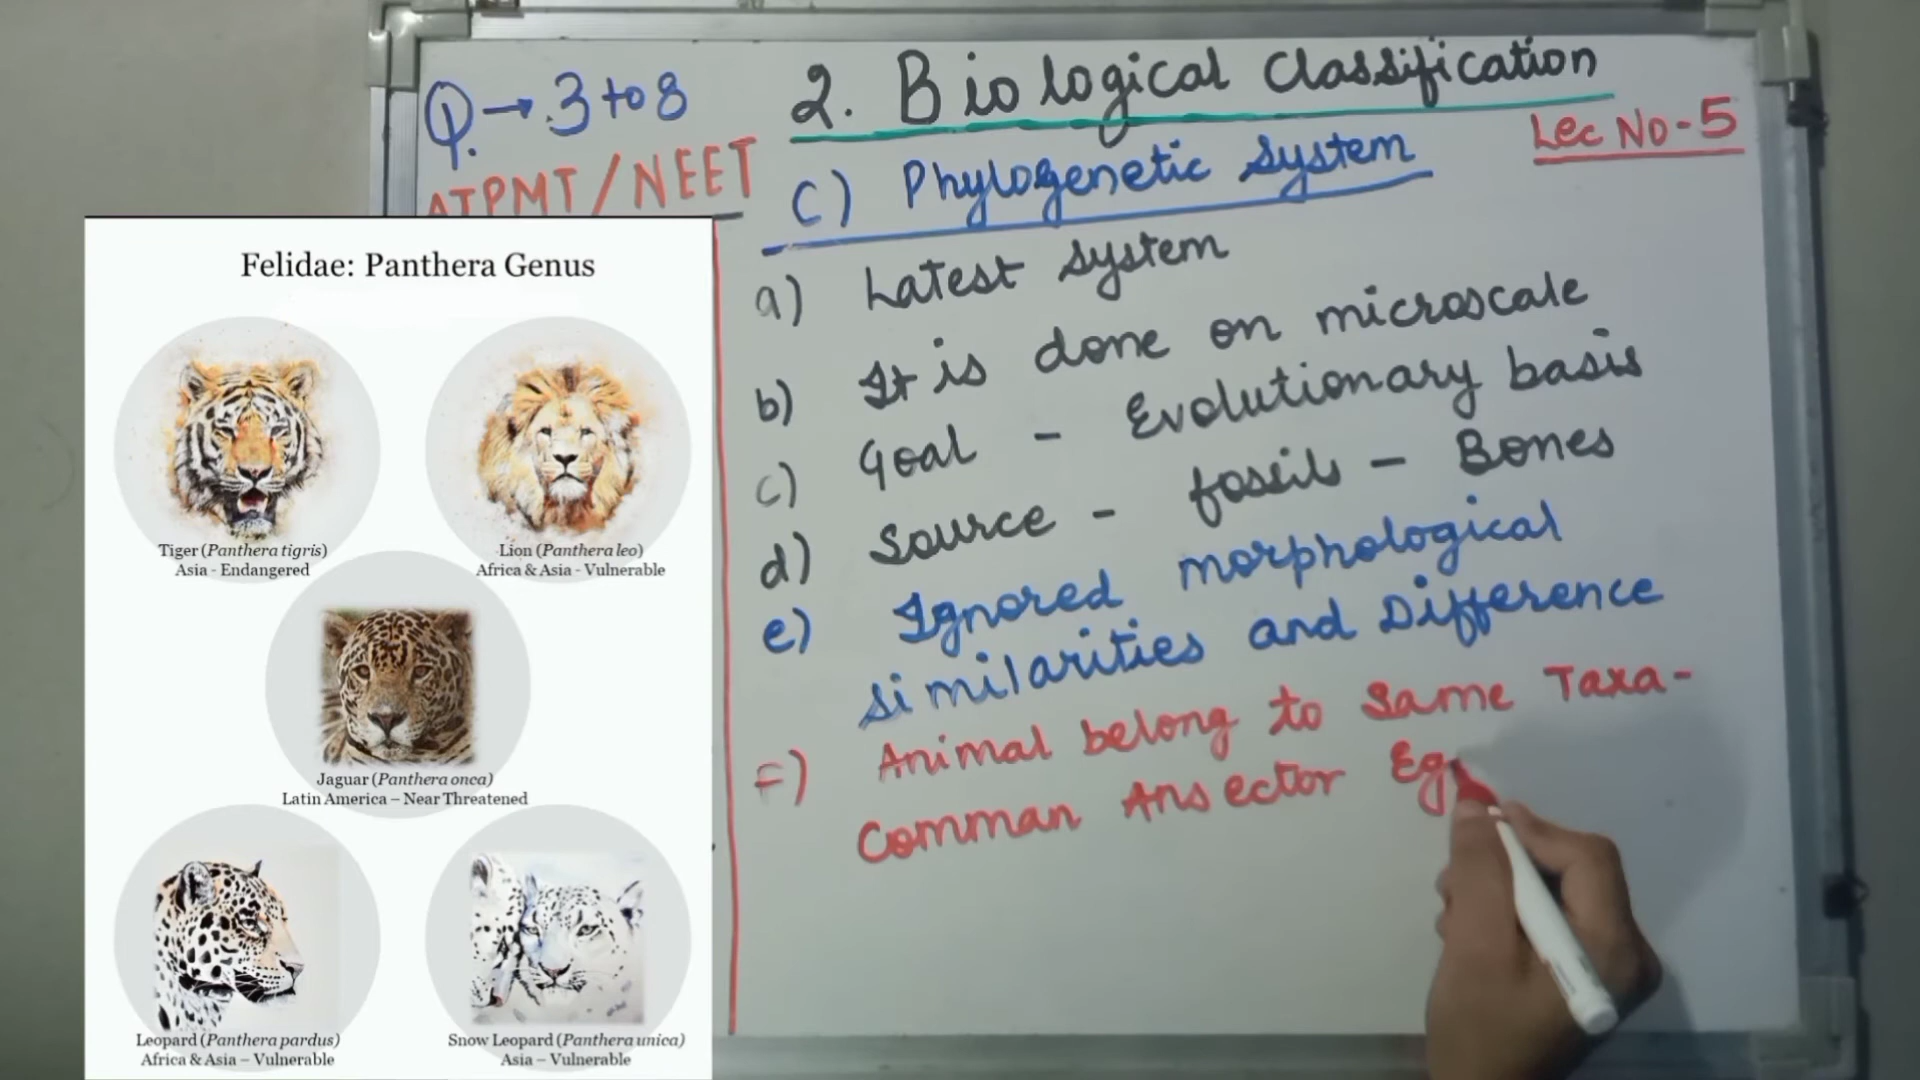 2. Biological Classification
Q. → 3 to 8
Lec No-5
ATPMT/NEET
C) Phylogenetic System
a) Latest System
b) It is done on microscale
c) Goal - Evolutionary basis
d) Source - fossils - Bones
e) Ignored morphological
similarities and Difference
F) Animal belong to Same Taxa-
Comman Ansector Eg
Felidae: Panthera Genus
Tiger (Panthera tigris)
Asia - Endangered
Lion (Panthera leo)
Africa & Asia - Vulnerable
Jaguar (Panthera onca)
Latin America – Near Threatened
Leopard (Panthera pardus)
Africa & Asia – Vulnerable
Snow Leopard (Panthera unica)
Asia – Vulnerable